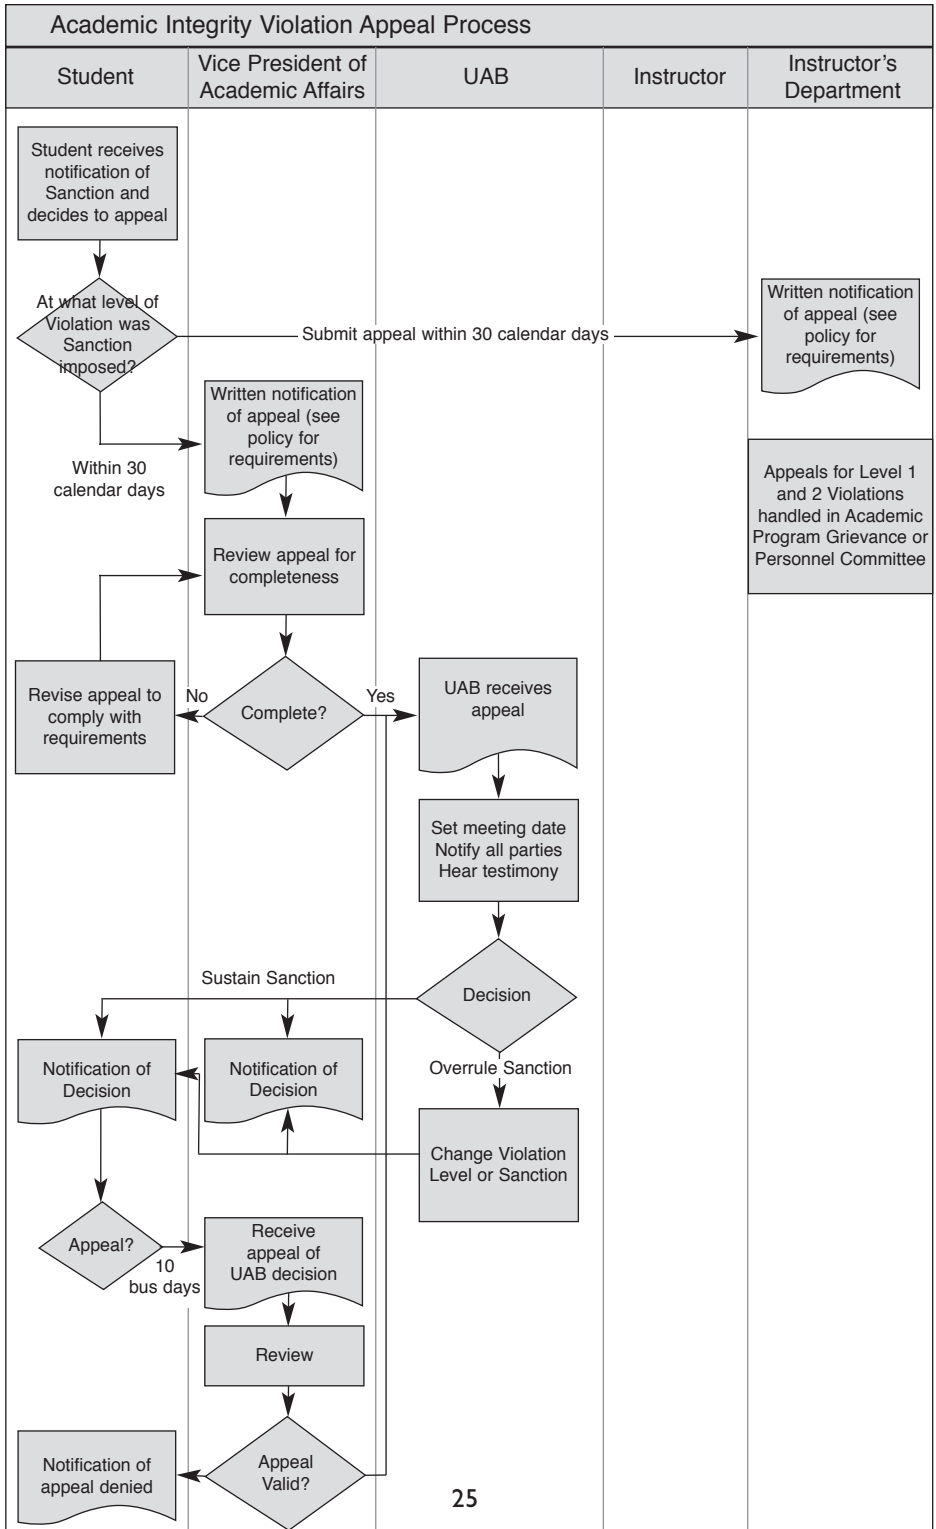 Academic Integrity Violation Appeal Process
Student
Vice President of
Academic Affairs
UAB
Instructor
Instructor's
Department
Student receives
notification of
Sanction and
decides to appeal
At what level of
Violation was
Sanction
imposed?
Submit appeal within 30 calendar days
Written notification
of appeal (see
policy for
requirements)
Within 30
calendar days
Written notification
of appeal (see
policy for
requirements)
Appeals for Level 1
and 2 Violations
handled in Academic
Program Grievance or
Personnel Committee
Review appeal for
completeness
Revise appeal to
comply with
requirements
No
Complete?
Yes
UAB receives
appeal
Set meeting date
Notify all parties
Hear testimony
Decision
Sustain Sanction
Overrule Sanction
Notification of
Decision
Notification of
Decision
Change Violation
Level or Sanction
Appeal?
10
bus days
Receive
appeal of
UAB decision
Review
Appeal
Valid?
Notification of
appeal denied
25